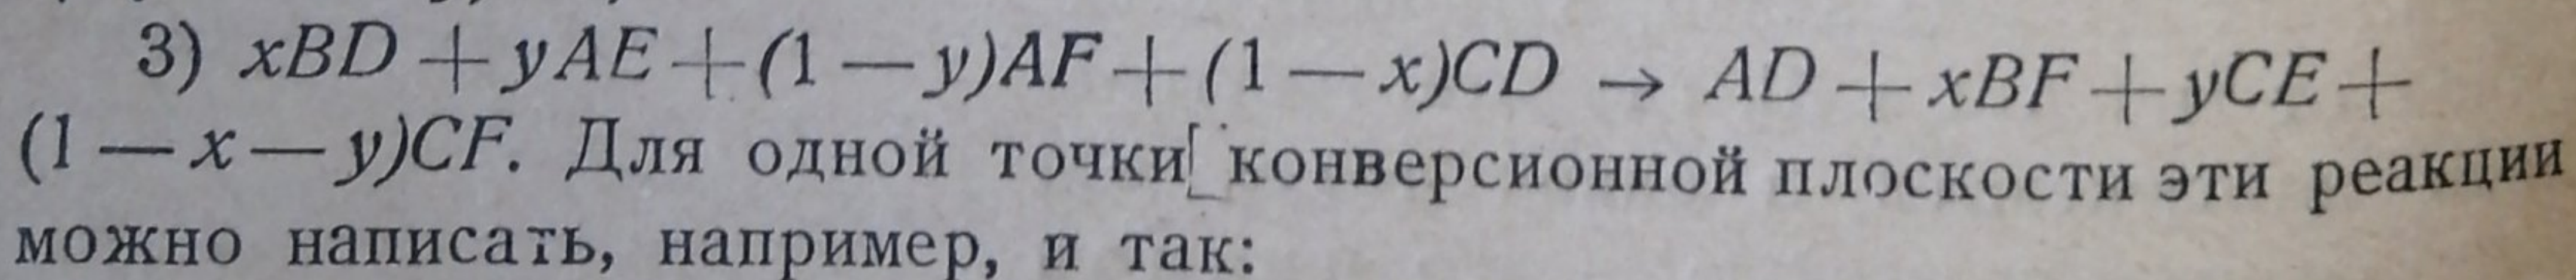 3) xBD + yAE + (1 — y)AF + (1 — x)CD → AD + xBF + yCE +
(1 — x — y)CF. Для одной точки конверсионной плоскости эти реакции
можно написать, например, и так: